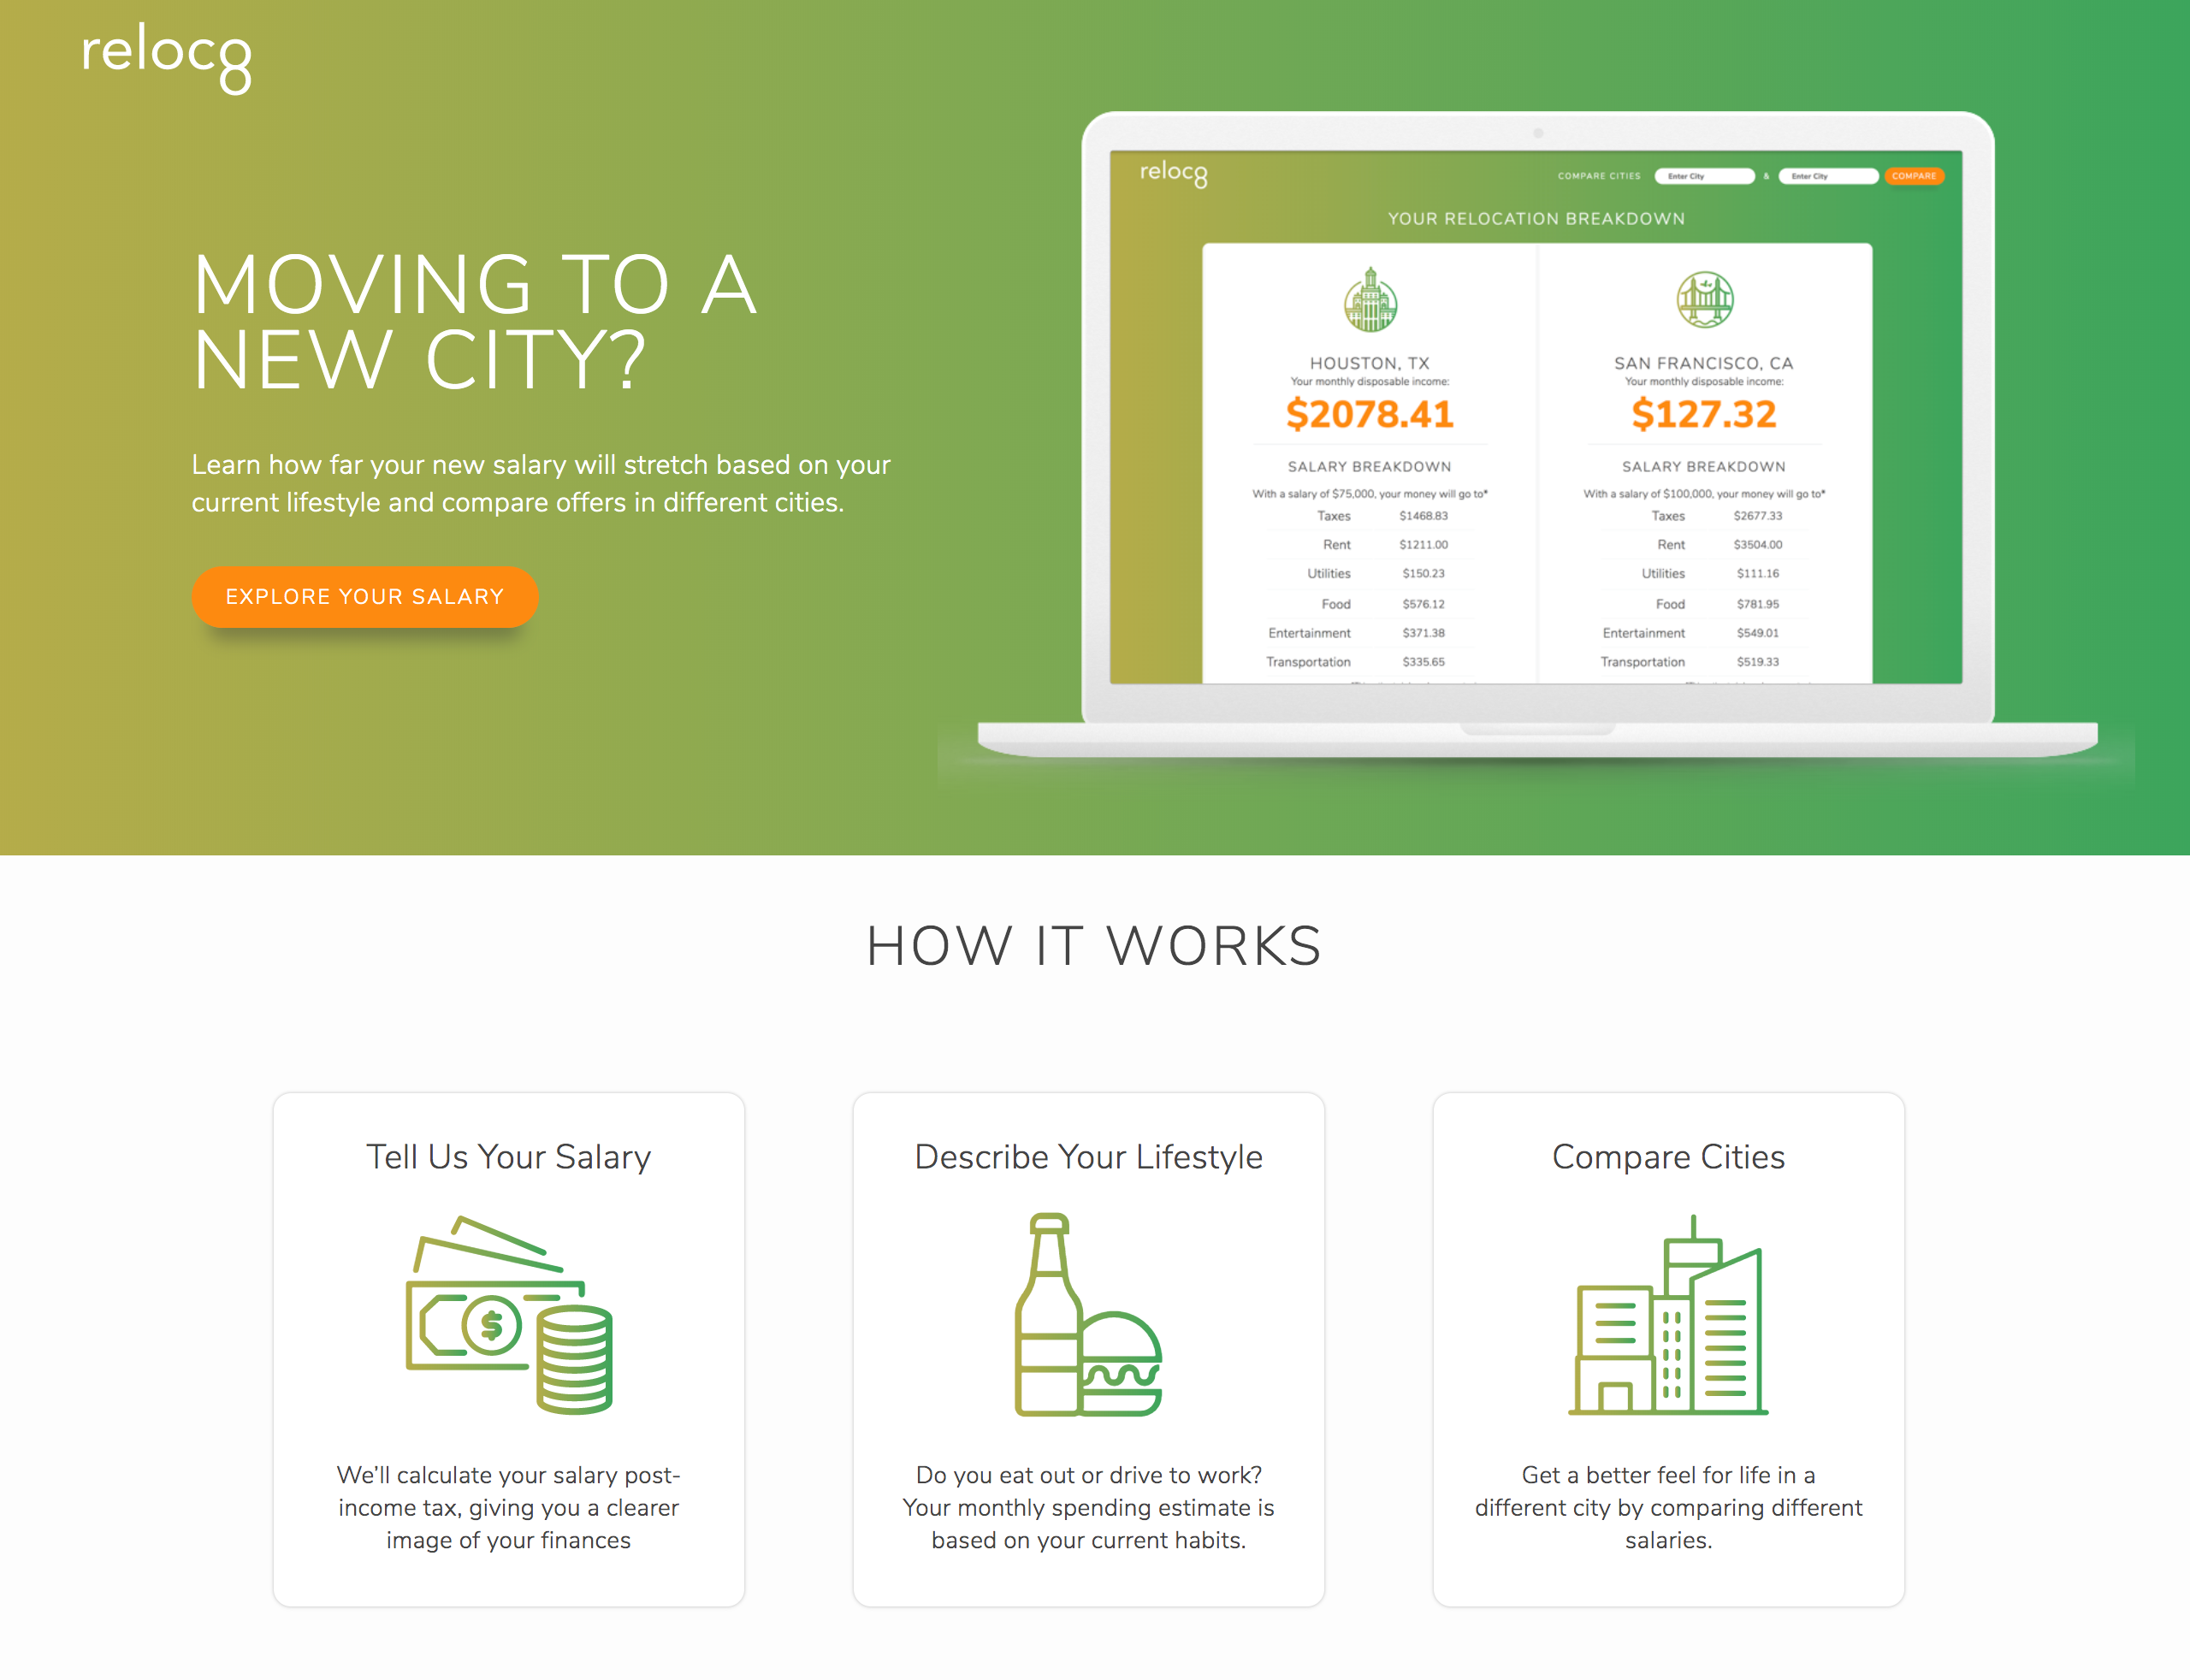 reloc8
MOVING TO A
NEW CITY?
Learn how far your new salary will stretch based on your
current lifestyle and compare offers in different cities.
EXPLORE YOUR SALARY
reloc8
COMPARE CITIES Enter City & Enter City COMPARE
YOUR RELOCATION BREAKDOWN
HOUSTON, TX
Your monthly disposable income:
$2078.41
SALARY BREAKDOWN
With a salary of $75,000, your money will go to*
Taxes $1468.83
Rent $1211.00
Utilities $150.23
Food $576.12
Entertainment $371.38
Transportation $335.65
SAN FRANCISCO, CA
Your monthly disposable income:
$127.32
SALARY BREAKDOWN
With a salary of $100,000, your money will go to*
Taxes $2677.33
Rent $3504.00
Utilities $111.16
Food $781.95
Entertainment $549.01
Transportation $519.33
HOW IT WORKS
Tell Us Your Salary
$
We'll calculate your salary post-
income tax, giving you a clearer
image of your finances
Describe Your Lifestyle
Do you eat out or drive to work?
Your monthly spending estimate is
based on your current habits.
Compare Cities
Get a better feel for life in a
different city by comparing different
salaries.